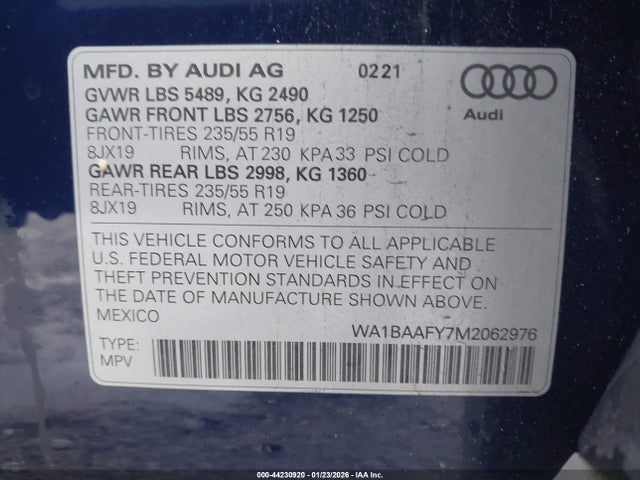 MFD. BY AUDI AG 0221
GVWR LBS 5489, KG 2490
GAWR FRONT LBS 2756, KG 1250
Audi
FRONT-TIRES 235/55 R19
8JX19 RIMS, AT 230 KPA 33 PSI COLD
GAWR REAR LBS 2998, KG 1360
REAR-TIRES 235/55 R19
8JX19 RIMS, AT 250 KPA 36 PSI COLD
THIS VEHICLE CONFORMS TO ALL APPLICABLE
U.S. FEDERAL MOTOR VEHICLE SAFETY AND
THEFT PREVENTION STANDARDS IN EFFECT ON
THE DATE OF MANUFACTURE SHOWN ABOVE.
MEXICO
WA1BAAFY7M2062976
TYPE:
MPV
000-44230920 - 01/23/2026 - IAA Inc.